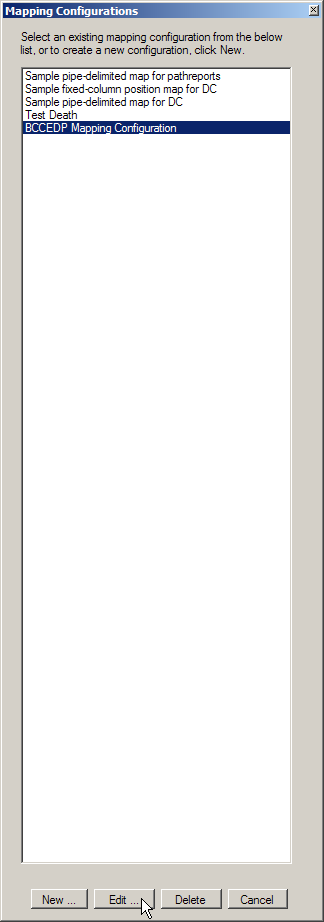 Mapping Configurations
Select an existing mapping configuration from the below
list, or to create a new configuration, click New.
Sample pipe-delimited map for pathreports
Sample fixed-column position map for DC
Sample pipe-delimited map for DC
Test Death
BCCEDP Mapping Configuration
New ...
Edit ...
Delete
Cancel